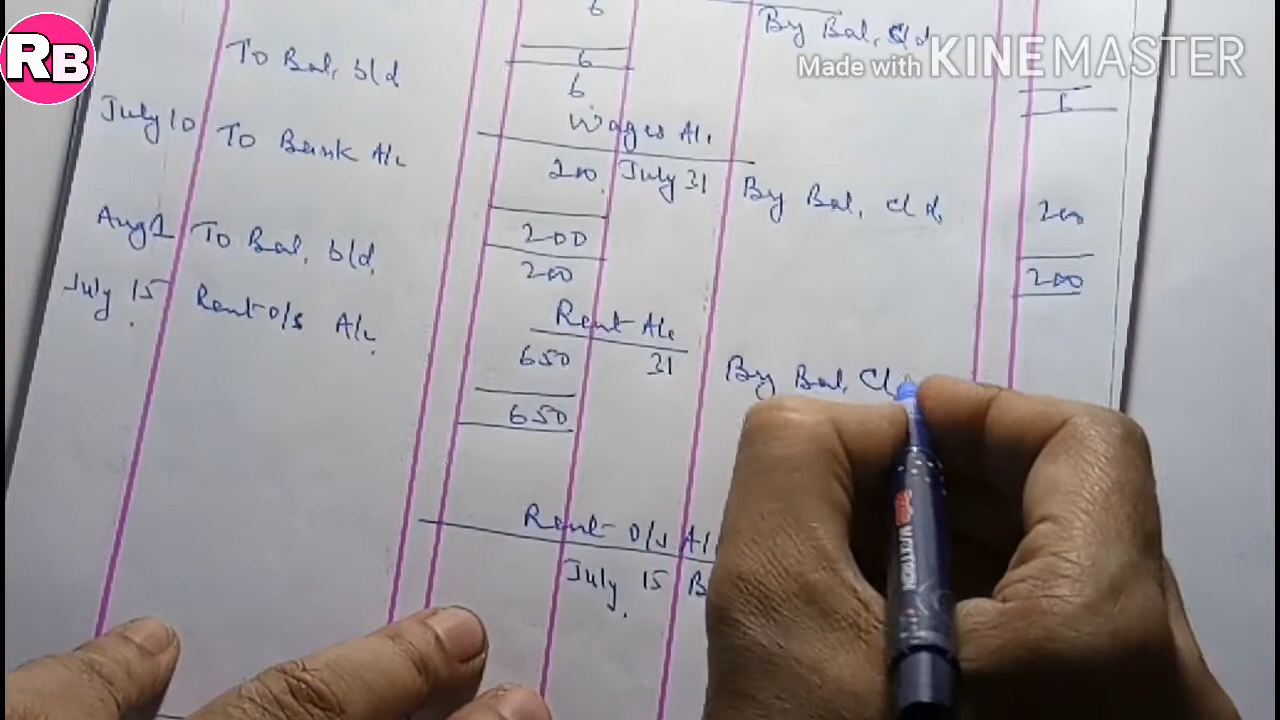 RB
6 By Bal. c/d
Made with KINEMASTER
6
To Bal. b/d 6 6
Wages A/c
July 10 To Bank A/c 200 July 31 By Bal. c/d 200
200 200
Aug 1 To Bal. b/d. 200
Rent A/c
July 15 Rent o/s A/c. 650 31 By Bal. c/
650
Rent o/s A/
July 15 B